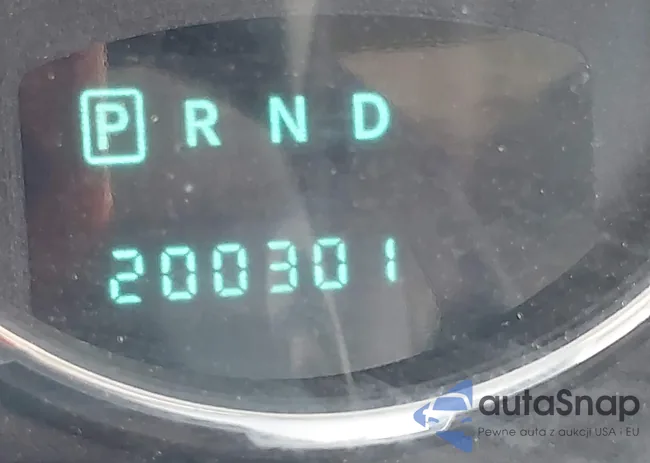 P R N D
200301
autaSnap
Pewne auta z aukcji USA - EU